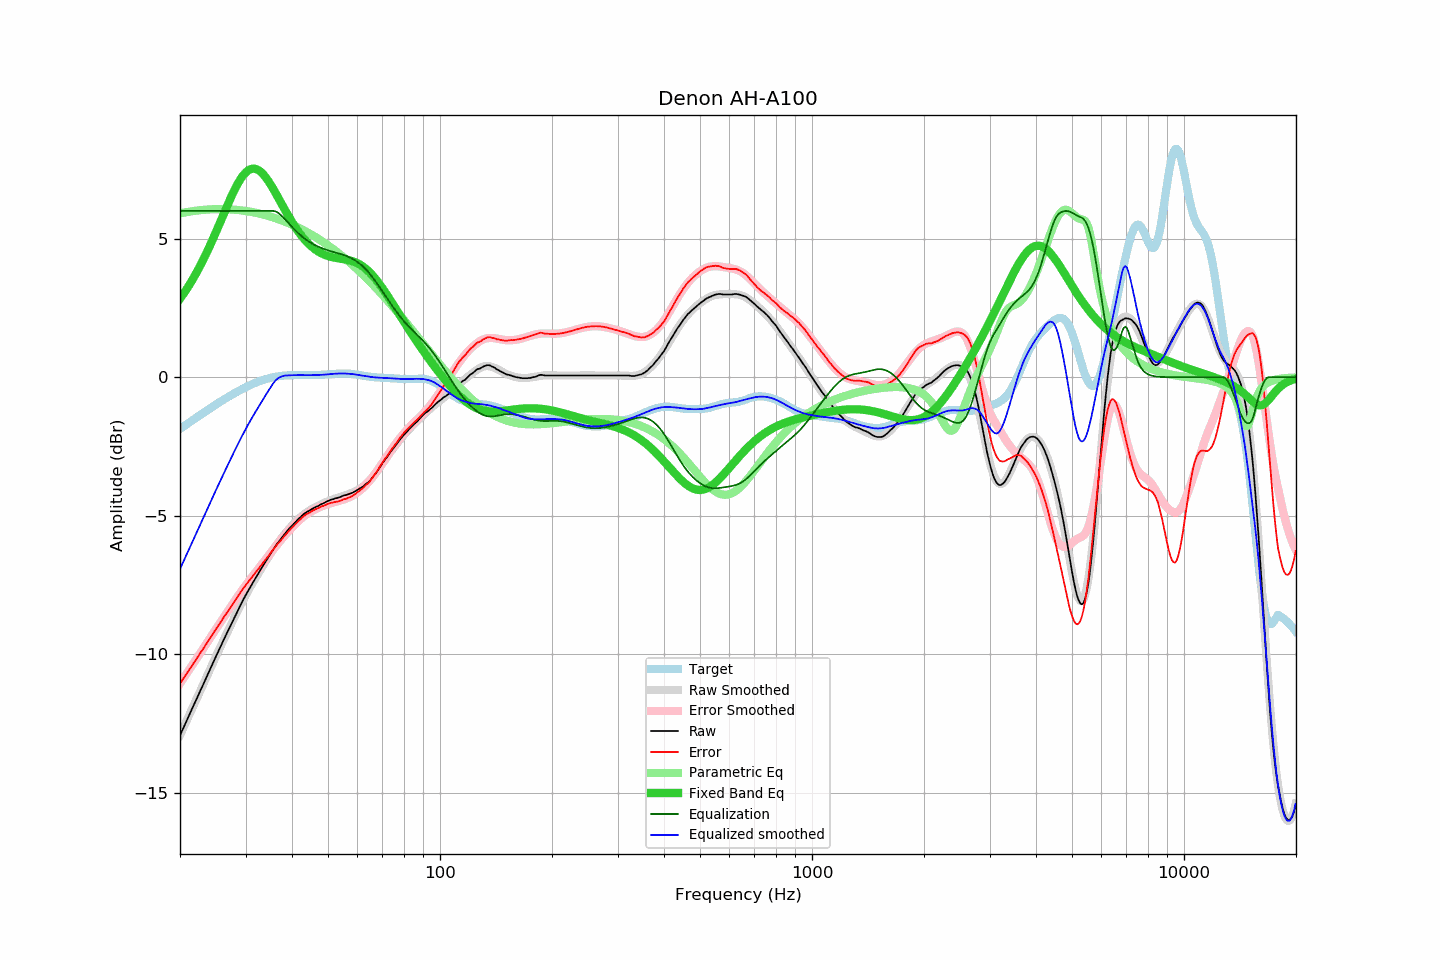 Denon AH-A100
Amplitude (dBr)
5
0
−5
−10
−15
Target
Raw Smoothed
Error Smoothed
Raw
Error
Parametric Eq
Fixed Band Eq
Equalization
Equalized smoothed
100
1000
10000
Frequency (Hz)